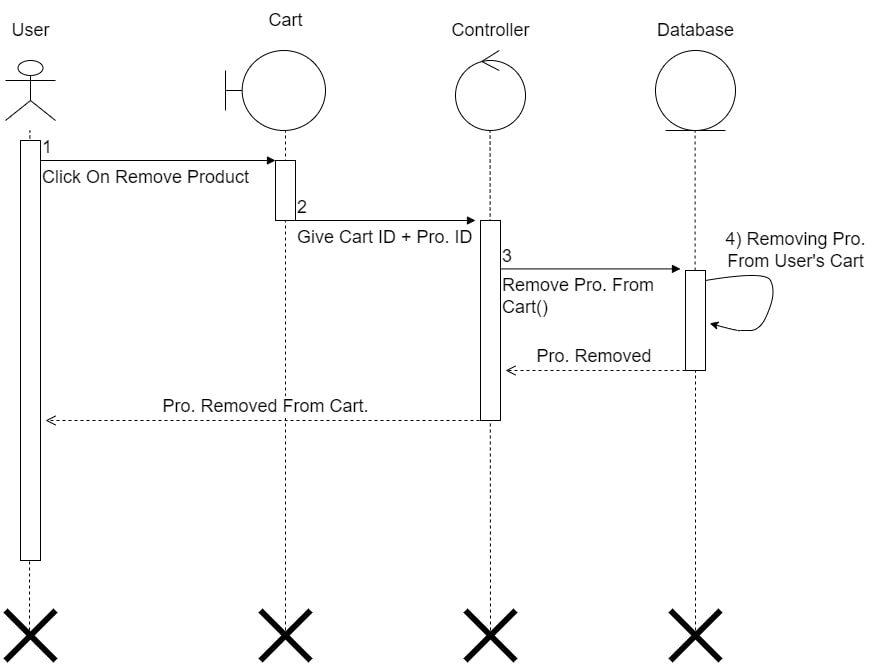 User
Cart
Controller
Database
1
Click On Remove Product
2
Give Cart ID + Pro. ID
3
Remove Pro. From
Cart()
4) Removing Pro.
From User's Cart
Pro. Removed
Pro. Removed From Cart.